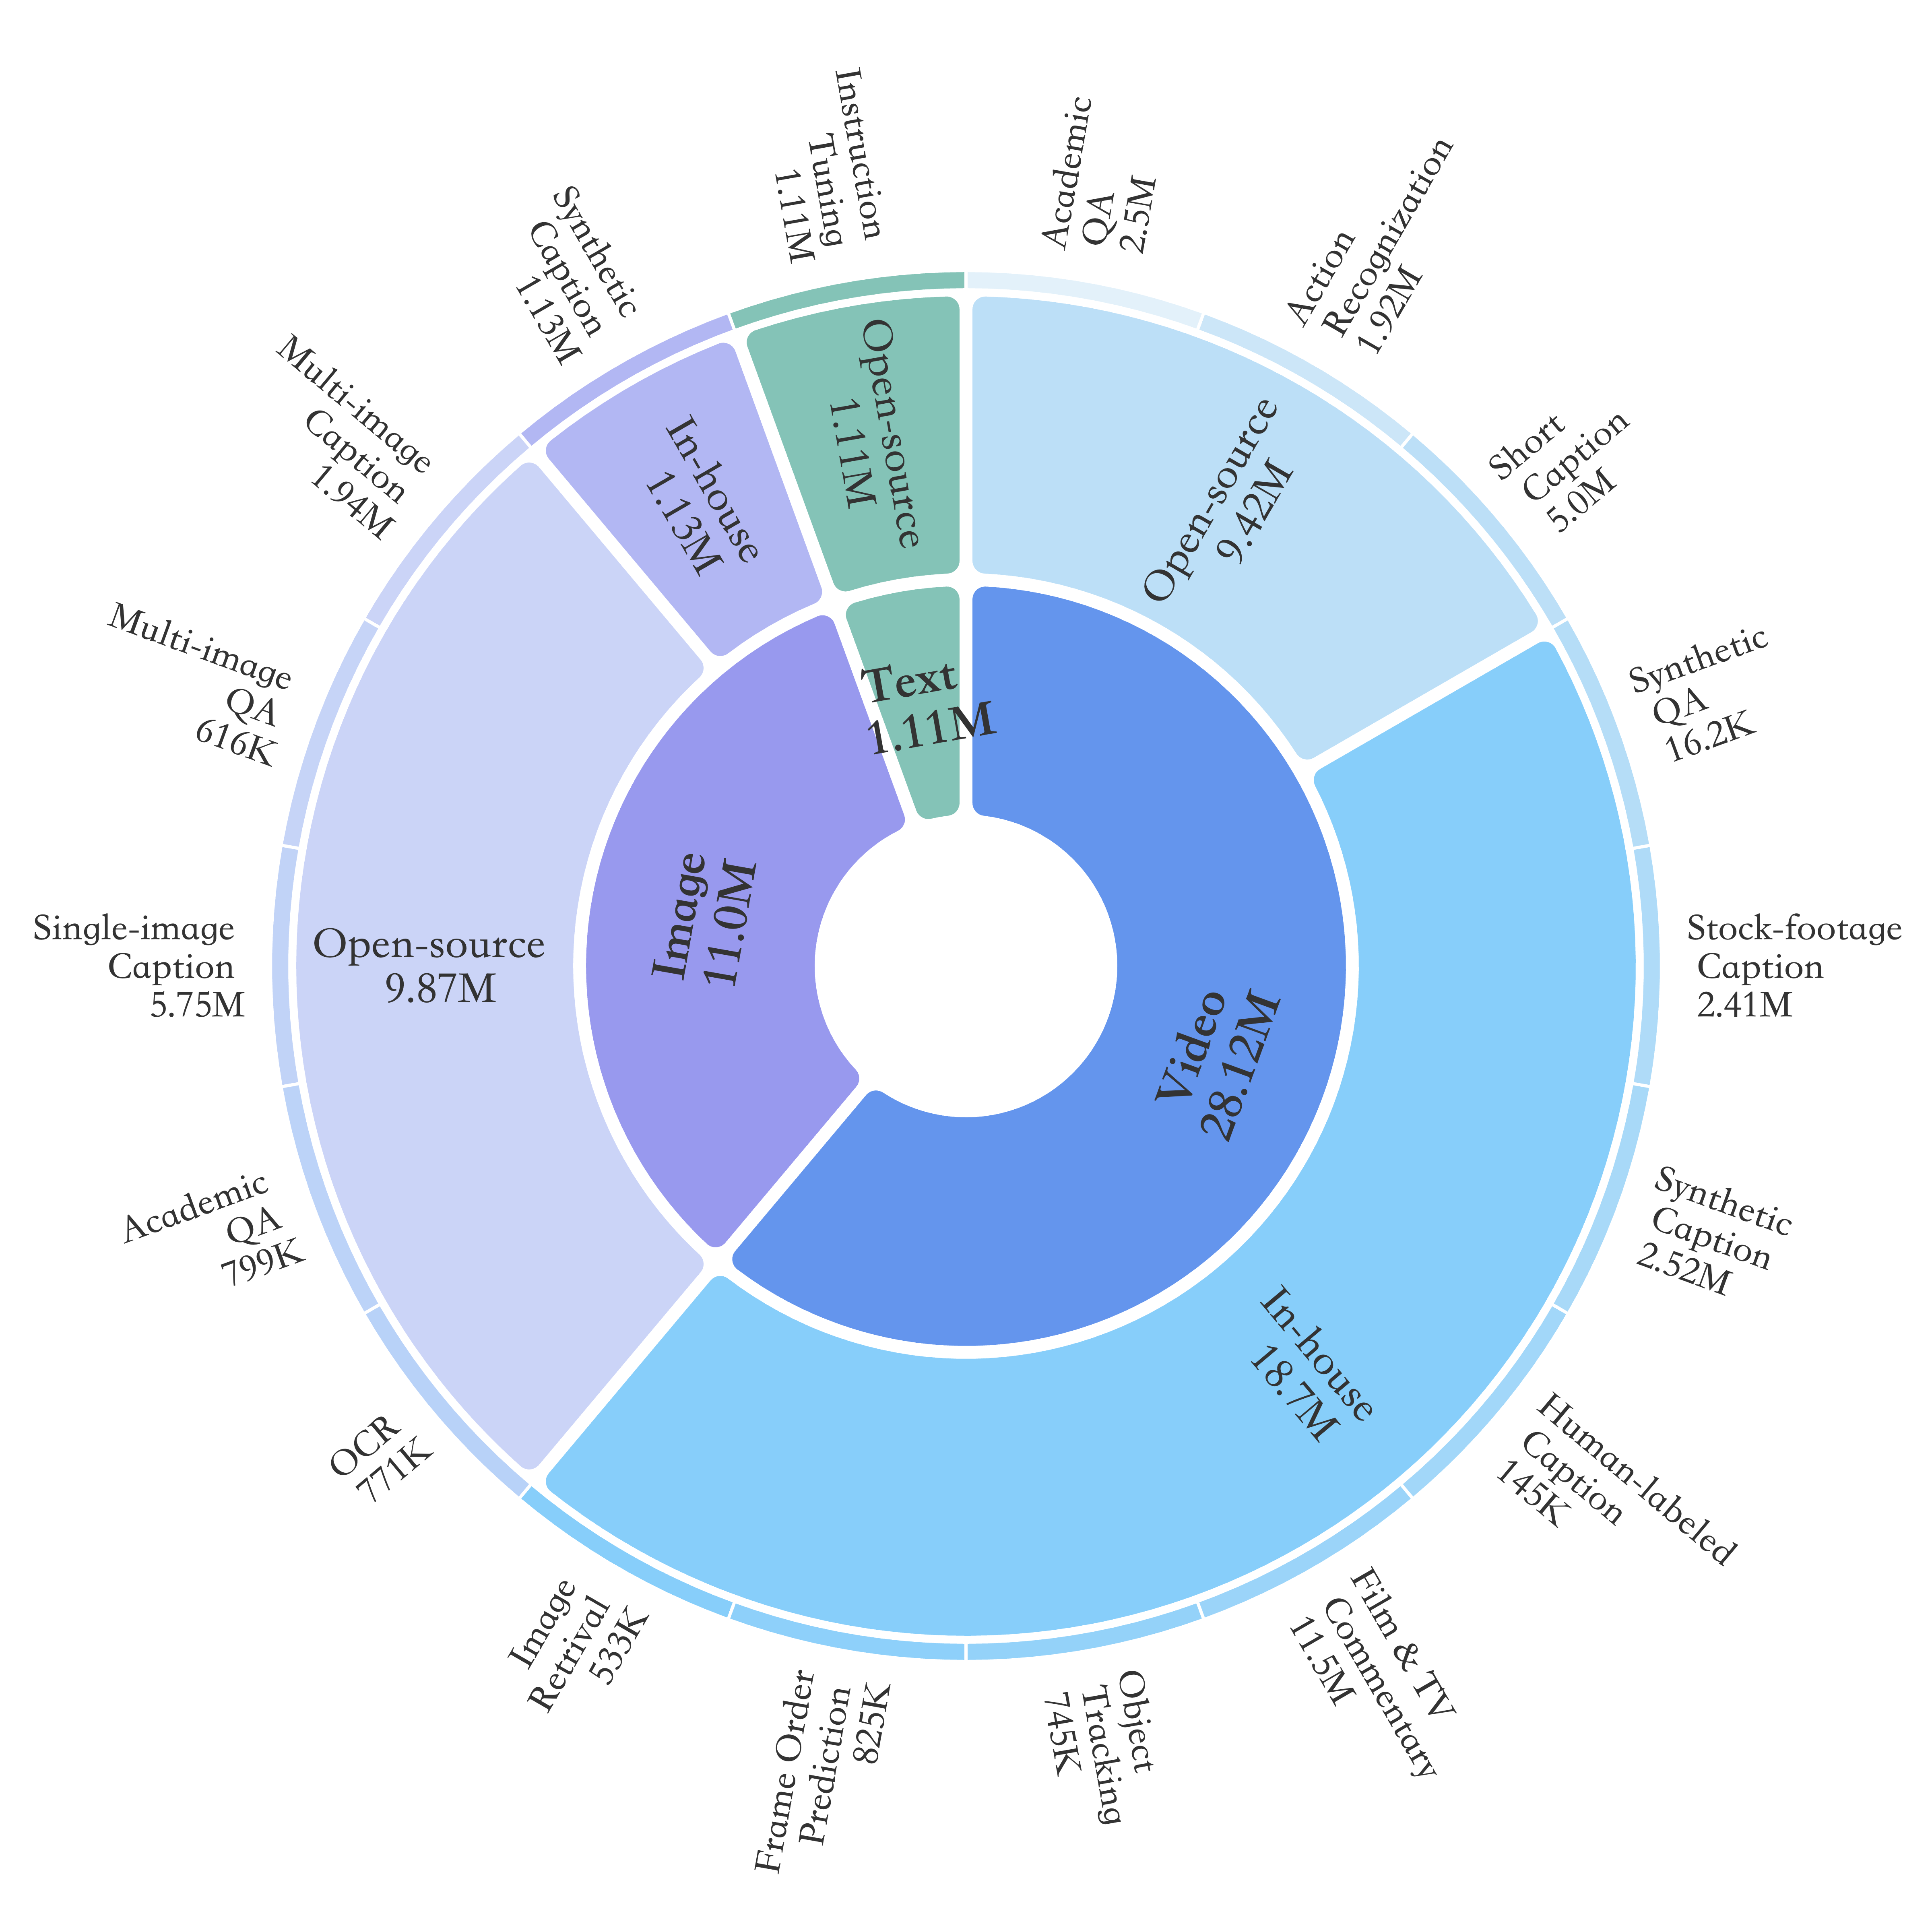 Text
1.11M
Video
28.12M
Image
11.0M
Open-source
9.42M
In-house
18.7M
Open-source
9.87M
In-house
1.13M
Open-source
1.11M
Academic
QA
2.5M
Action
Recognization
1.92M
Short
Caption
5.0M
Synthetic
QA
16.2K
Stock-footage
Caption
2.41M
Synthetic
Caption
2.52M
Human-labeled
Caption
145K
Film & TV
Commentary
11.5M
Object
Tracking
745K
Frame Order
Prediction
825K
Image
Retrival
533K
OCR
771K
Academic
QA
799K
Single-image
Caption
5.75M
Multi-image
QA
616K
Multi-image
Caption
1.94M
Synthetic
Caption
1.13M
Instruction
Tuning
1.11M